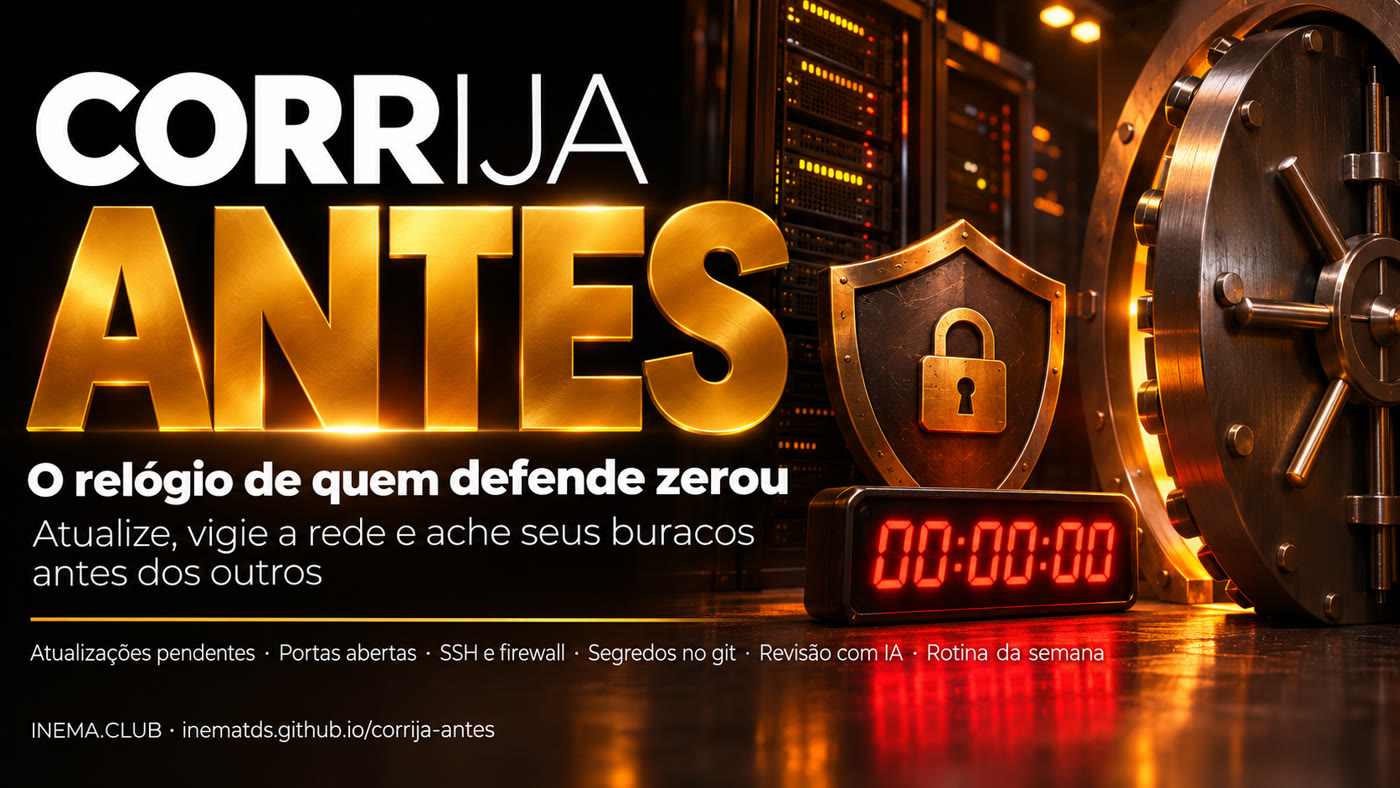 CORRIJA
ANTES
O relógio de quem defende zerou
Atualize, vigie a rede e ache seus buracos
antes dos outros
00:00:00
Atualizações pendentes · Portas abertas · SSH e firewall · Segredos no git · Revisão com IA · Rotina da semana
INEMA.CLUB · inematds.github.io/corrija-antes